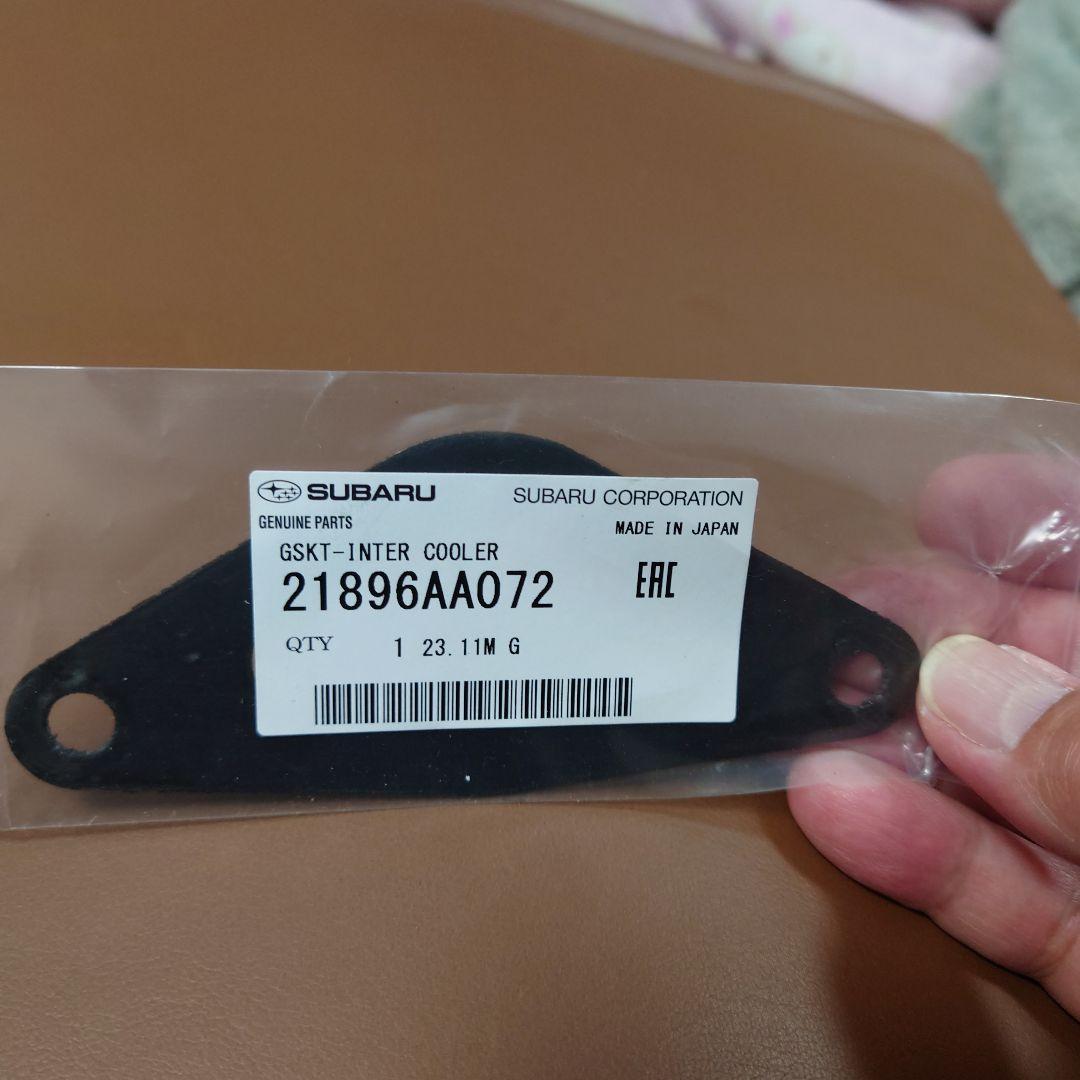 SUBARU SUBARU CORPORATION
GENUINE PARTS MADE IN JAPAN
GSKT-INTER COOLER
21896AA072 EAC
QTY 1 23.11M G